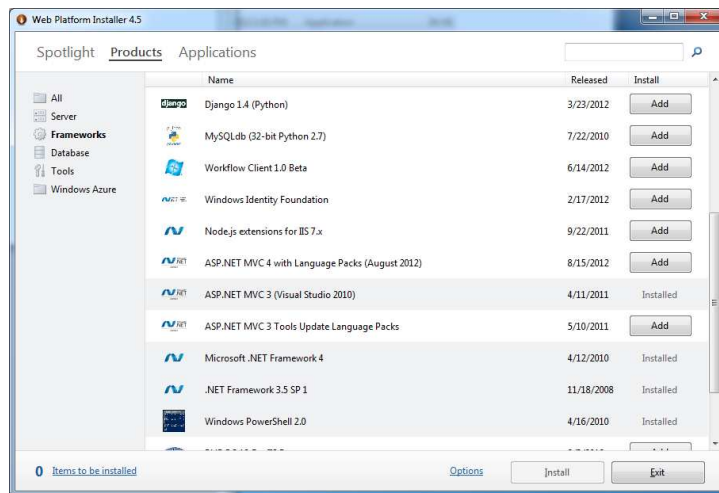 Web Platform Installer 4.5
Spotlight Products Applications
Name Released Install
All
Server
Frameworks
Database
Tools
Windows Azure
django Django 1.4 (Python) 3/23/2012 Add
MySQLdb (32-bit Python 2.7) 7/22/2010 Add
Workflow Client 1.0 Beta 6/14/2012 Add
Windows Identity Foundation 2/17/2012 Add
Node.js extensions for IIS 7.x 9/22/2011 Add
ASP.NET MVC 4 with Language Packs (August 2012) 8/15/2012 Add
ASP.NET MVC 3 (Visual Studio 2010) 4/11/2011 Installed
ASP.NET MVC 3 Tools Update Language Packs 5/10/2011 Add
Microsoft .NET Framework 4 4/12/2010 Installed
.NET Framework 3.5 SP 1 11/18/2008 Installed
Windows PowerShell 2.0 4/16/2010 Installed
0 Items to be installed Options Install Exit